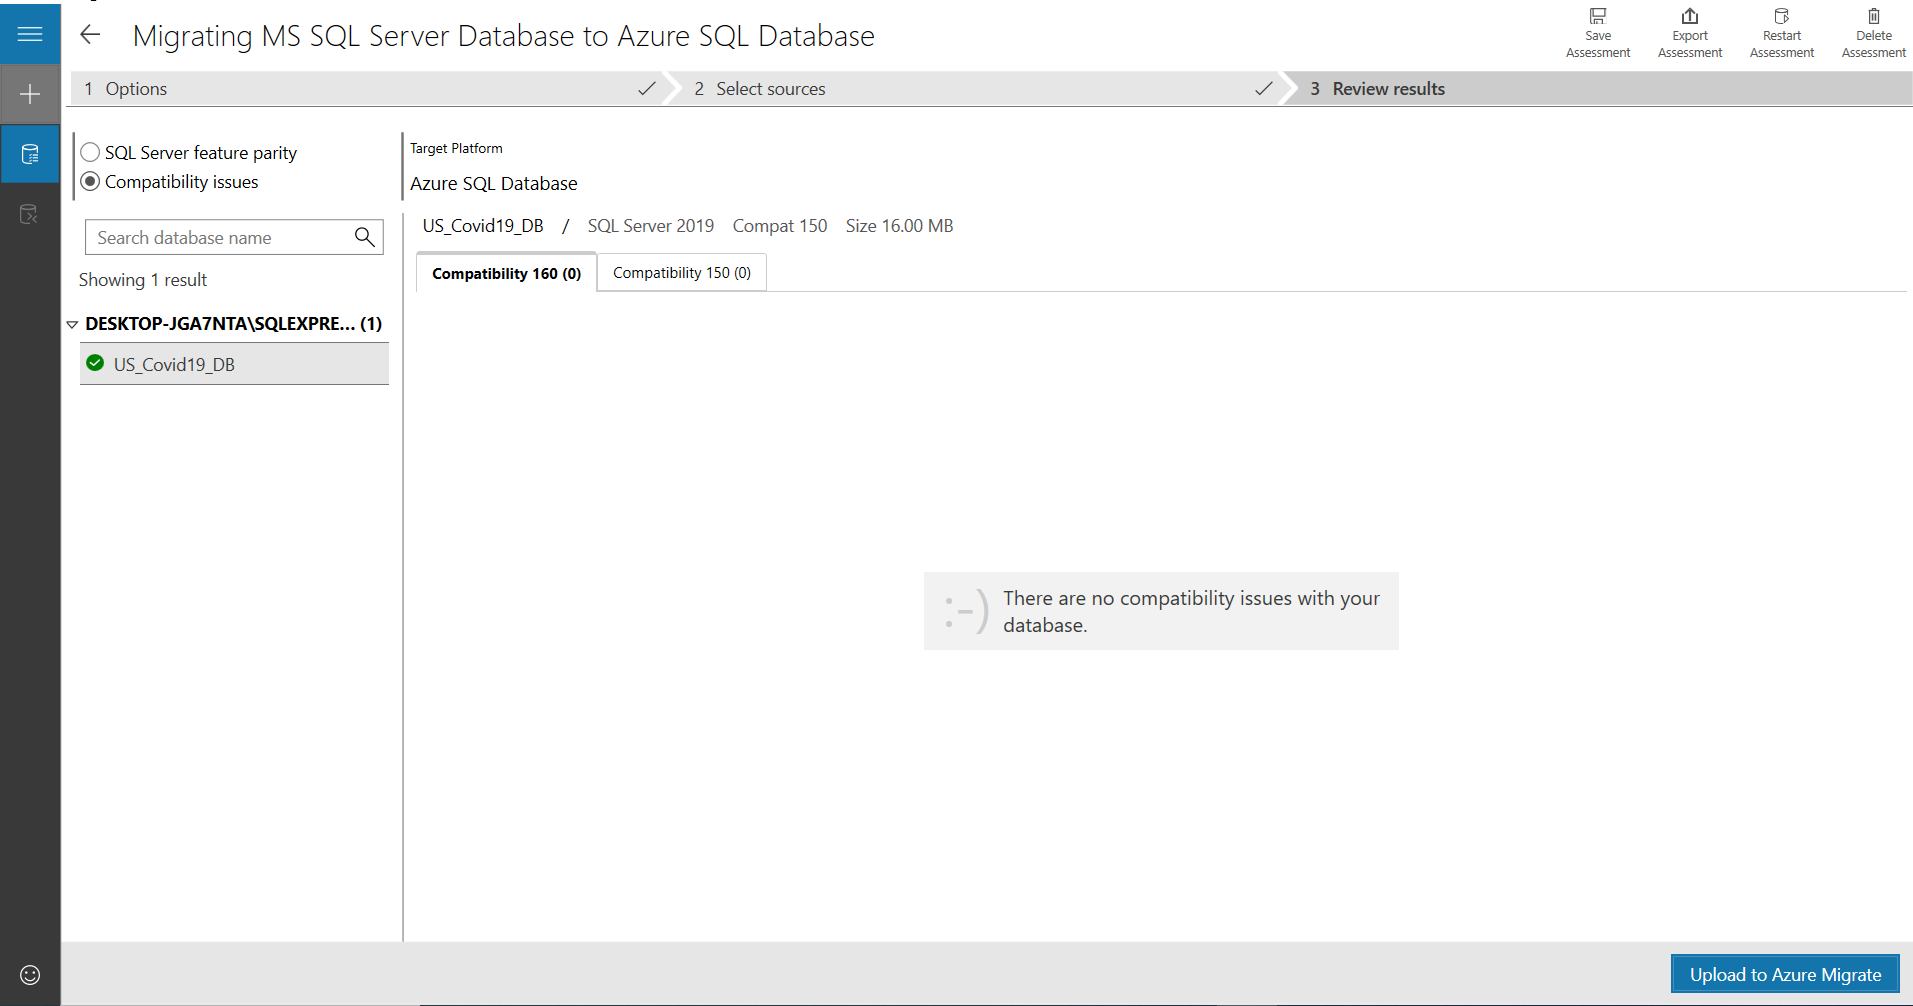 Migrating MS SQL Server Database to Azure SQL Database
Save Assessment
Export Assessment
Restart Assessment
Delete Assessment
1 Options
2 Select sources
3 Review results
SQL Server feature parity
Compatibility issues
Target Platform
Azure SQL Database
Search database name
Showing 1 result
DESKTOP-JGA7NTA\SQLEXPRE... (1)
US_Covid19_DB
US_Covid19_DB / SQL Server 2019 Compat 150 Size 16.00 MB
Compatibility 160 (0)
Compatibility 150 (0)
:-)
There are no compatibility issues with your
database.
Upload to Azure Migrate